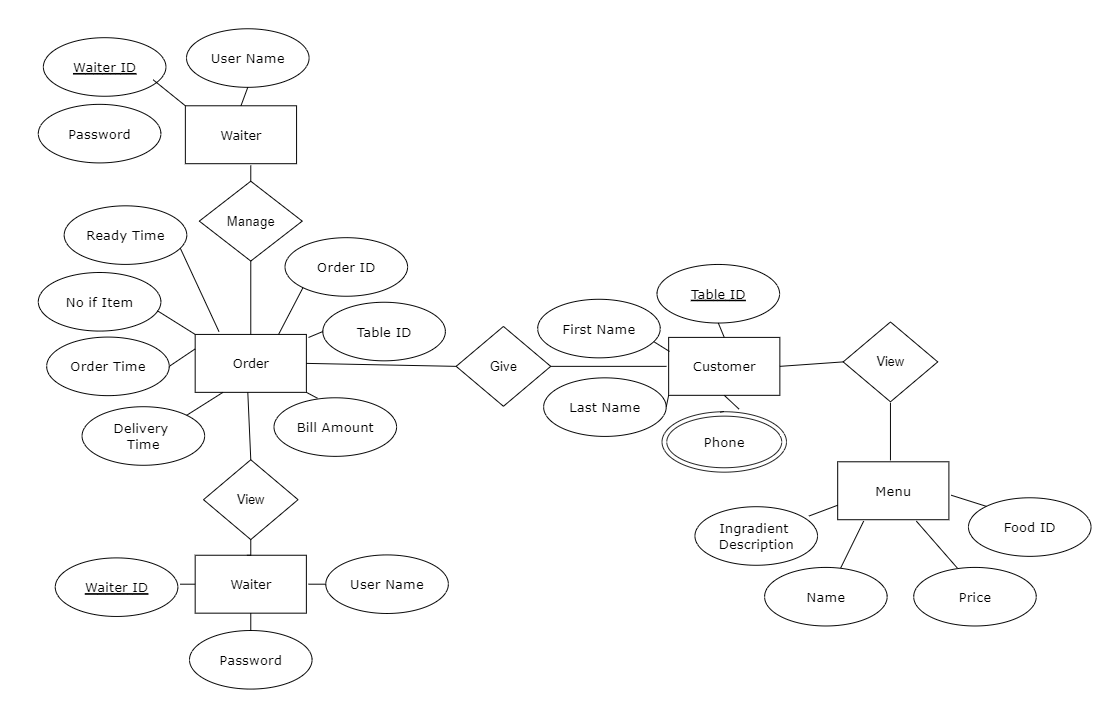 User Name
Waiter ID
Password
Waiter
Manage
Ready Time
Order ID
No if Item
Table ID
Order Time
Order
Delivery
Time
Bill Amount
Give
Table ID
First Name
Customer
Last Name
Phone
View
Menu
Ingradient
Description
Food ID
Name
Price
View
Waiter ID
Waiter
User Name
Password